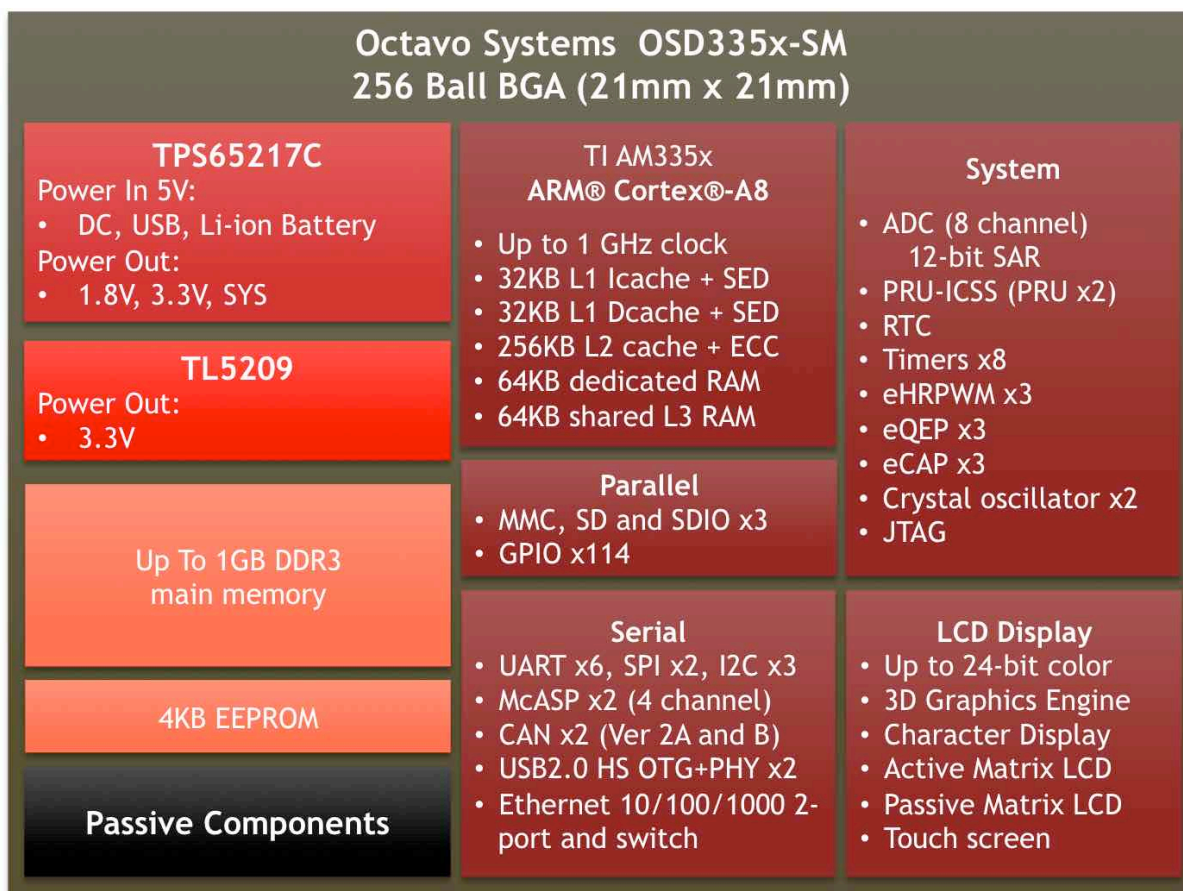 Octavo Systems OSD335x-SM
256 Ball BGA (21mm x 21mm)
TPS65217C
Power In 5V:
• DC, USB, Li-ion Battery
Power Out:
• 1.8V, 3.3V, SYS
TL5209
Power Out:
• 3.3V
Up To 1GB DDR3
main memory
4KB EEPROM
Passive Components
TI AM335x
ARM® Cortex®-A8
• Up to 1 GHz clock
• 32KB L1 Icache + SED
• 32KB L1 Dcache + SED
• 256KB L2 cache + ECC
• 64KB dedicated RAM
• 64KB shared L3 RAM
Parallel
• MMC, SD and SDIO x3
• GPIO x114
Serial
• UART x6, SPI x2, I2C x3
• McASP x2 (4 channel)
• CAN x2 (Ver 2A and B)
• USB2.0 HS OTG+PHY x2
• Ethernet 10/100/1000 2-
port and switch
System
• ADC (8 channel)
12-bit SAR
• PRU-ICSS (PRU x2)
• RTC
• Timers x8
• eHRPWM x3
• eQEP x3
• eCAP x3
• Crystal oscillator x2
• JTAG
LCD Display
• Up to 24-bit color
• 3D Graphics Engine
• Character Display
• Active Matrix LCD
• Passive Matrix LCD
• Touch screen